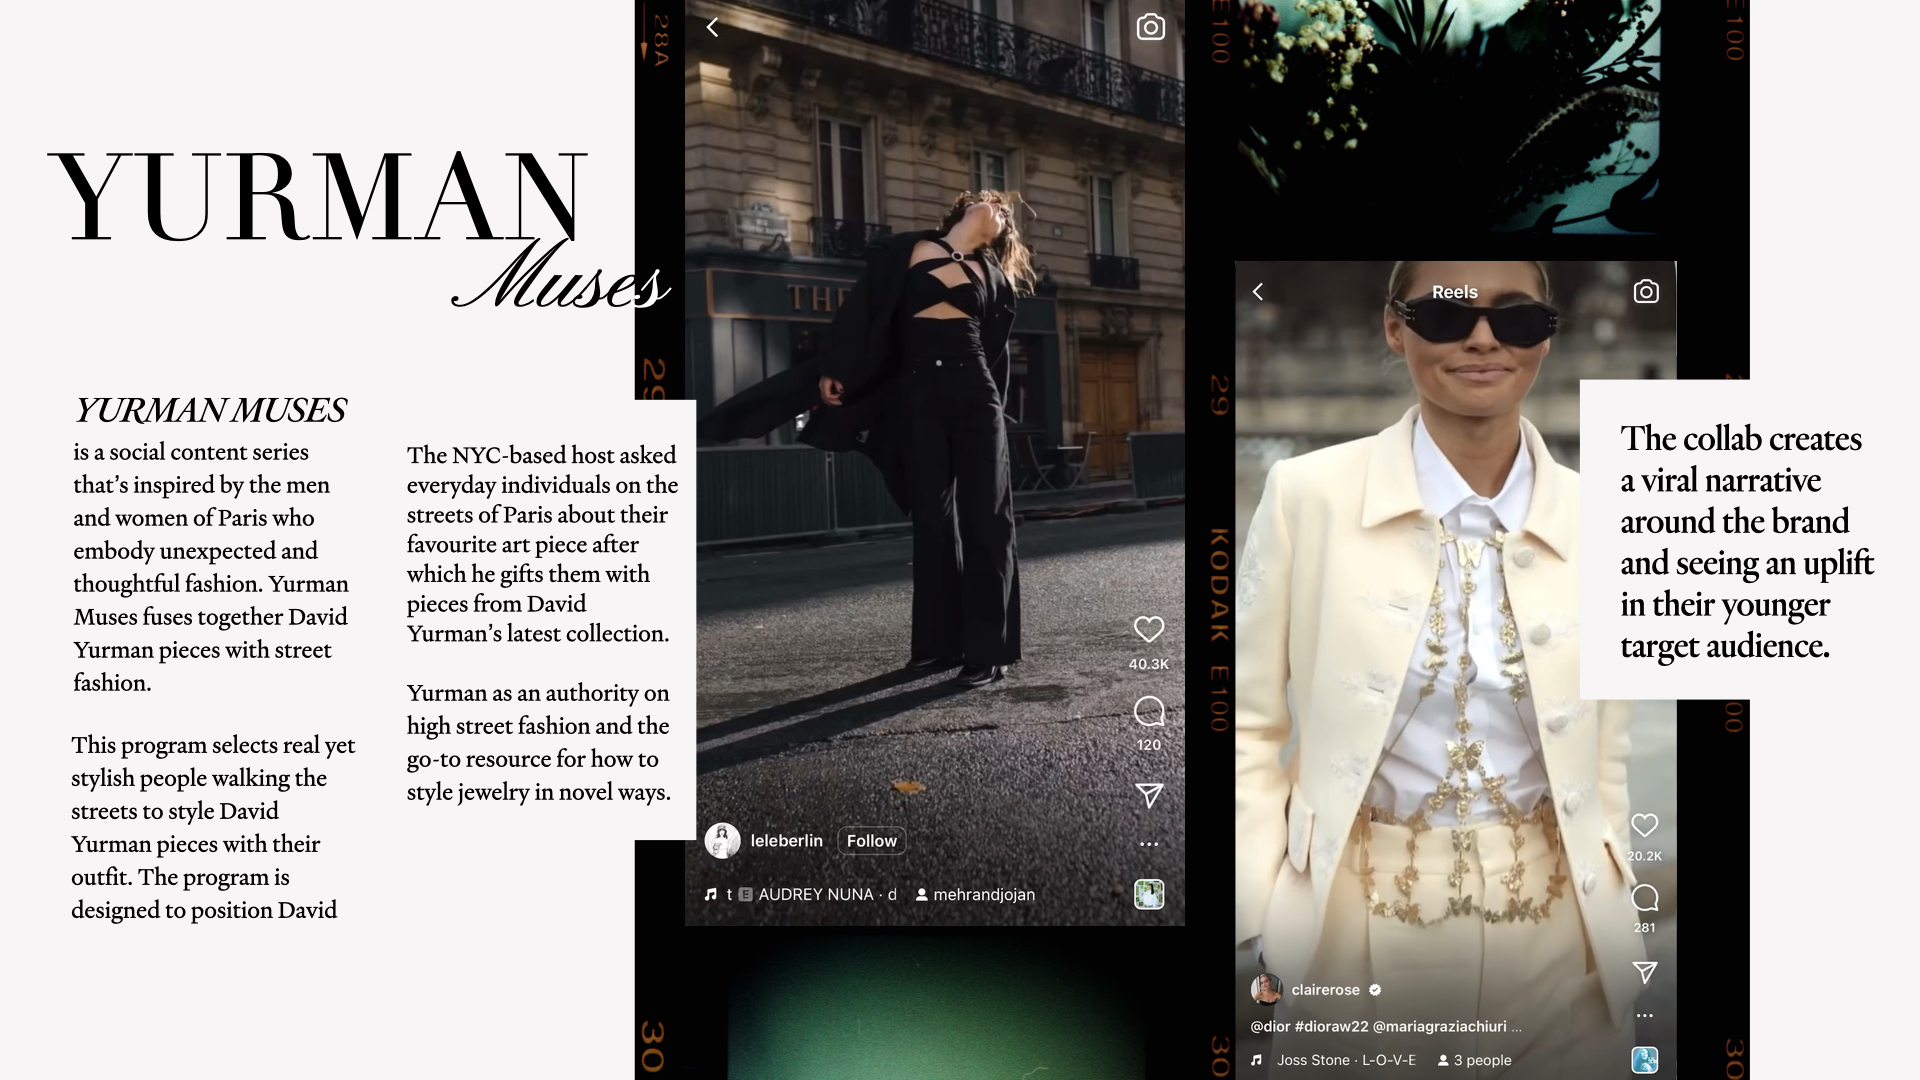 YURMAN
Muses
YURMAN MUSES
is a social content series
that’s inspired by the men
and women of Paris who
embody unexpected and
thoughtful fashion. Yurman
Muses fuses together David
Yurman pieces with street
fashion.
This program selects real yet
stylish people walking the
streets to style David
Yurman pieces with their
outfit. The program is
designed to position David
The NYC-based host asked
everyday individuals on the
streets of Paris about their
favourite art piece after
which he gifts them with
pieces from David
Yurman’s latest collection.
Yurman as an authority on
high street fashion and the
go-to resource for how to
style jewelry in novel ways.
28A
29
30
THE
40.3K
120
leleberlin
Follow
t E AUDREY NUNA · d mehrandjojan
E100
29
KODAK E100
30
Reels
20.2K
281
clairerose
@dior #dioraw22 @mariagraziachiuri ...
Joss Stone · L-O-V-E 3 people
E100
00
30
The collab creates
a viral narrative
around the brand
and seeing an uplift
in their younger
target audience.